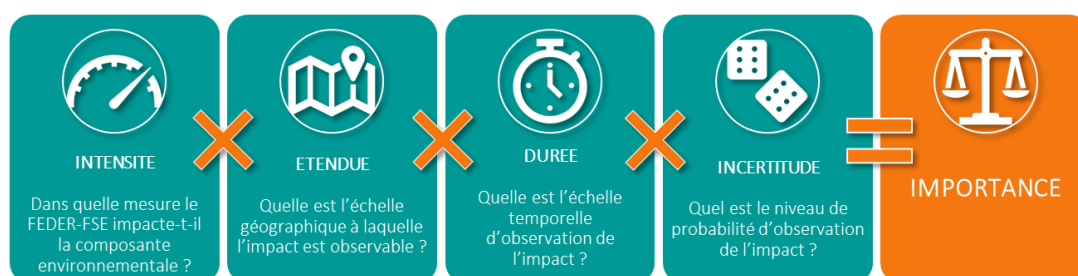 INTENSITE
Dans quelle mesure le
FEDER-FSE impacte-t-il
la composante
environnementale ?
ETENDUE
Quelle est l’échelle
géographique à laquelle
l’impact est observable ?
DUREE
Quelle est l’échelle
temporelle
d’observation de
l’impact ?
INCERTITUDE
Quel est le niveau de
probabilité d’observation
de l’impact ?
IMPORTANCE